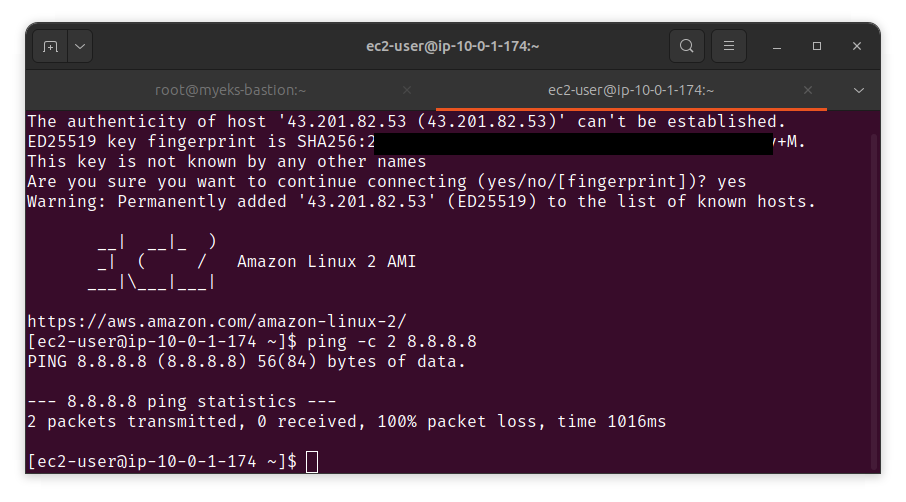 ec2-user@ip-10-0-1-174:~
root@myeks-bastion:~
ec2-user@ip-10-0-1-174:~
The authenticity of host '43.201.82.53 (43.201.82.53)' can't be established.
ED25519 key fingerprint is SHA256:2 y+M.
This key is not known by any other names
Are you sure you want to continue connecting (yes/no/[fingerprint])? yes
Warning: Permanently added '43.201.82.53' (ED25519) to the list of known hosts.
       __|  __|_  )
       _|  (     /   Amazon Linux 2 AMI
      ___|\___|___|
https://aws.amazon.com/amazon-linux-2/
[ec2-user@ip-10-0-1-174 ~]$ ping -c 2 8.8.8.8
PING 8.8.8.8 (8.8.8.8) 56(84) bytes of data.
--- 8.8.8.8 ping statistics ---
2 packets transmitted, 0 received, 100% packet loss, time 1016ms
[ec2-user@ip-10-0-1-174 ~]$